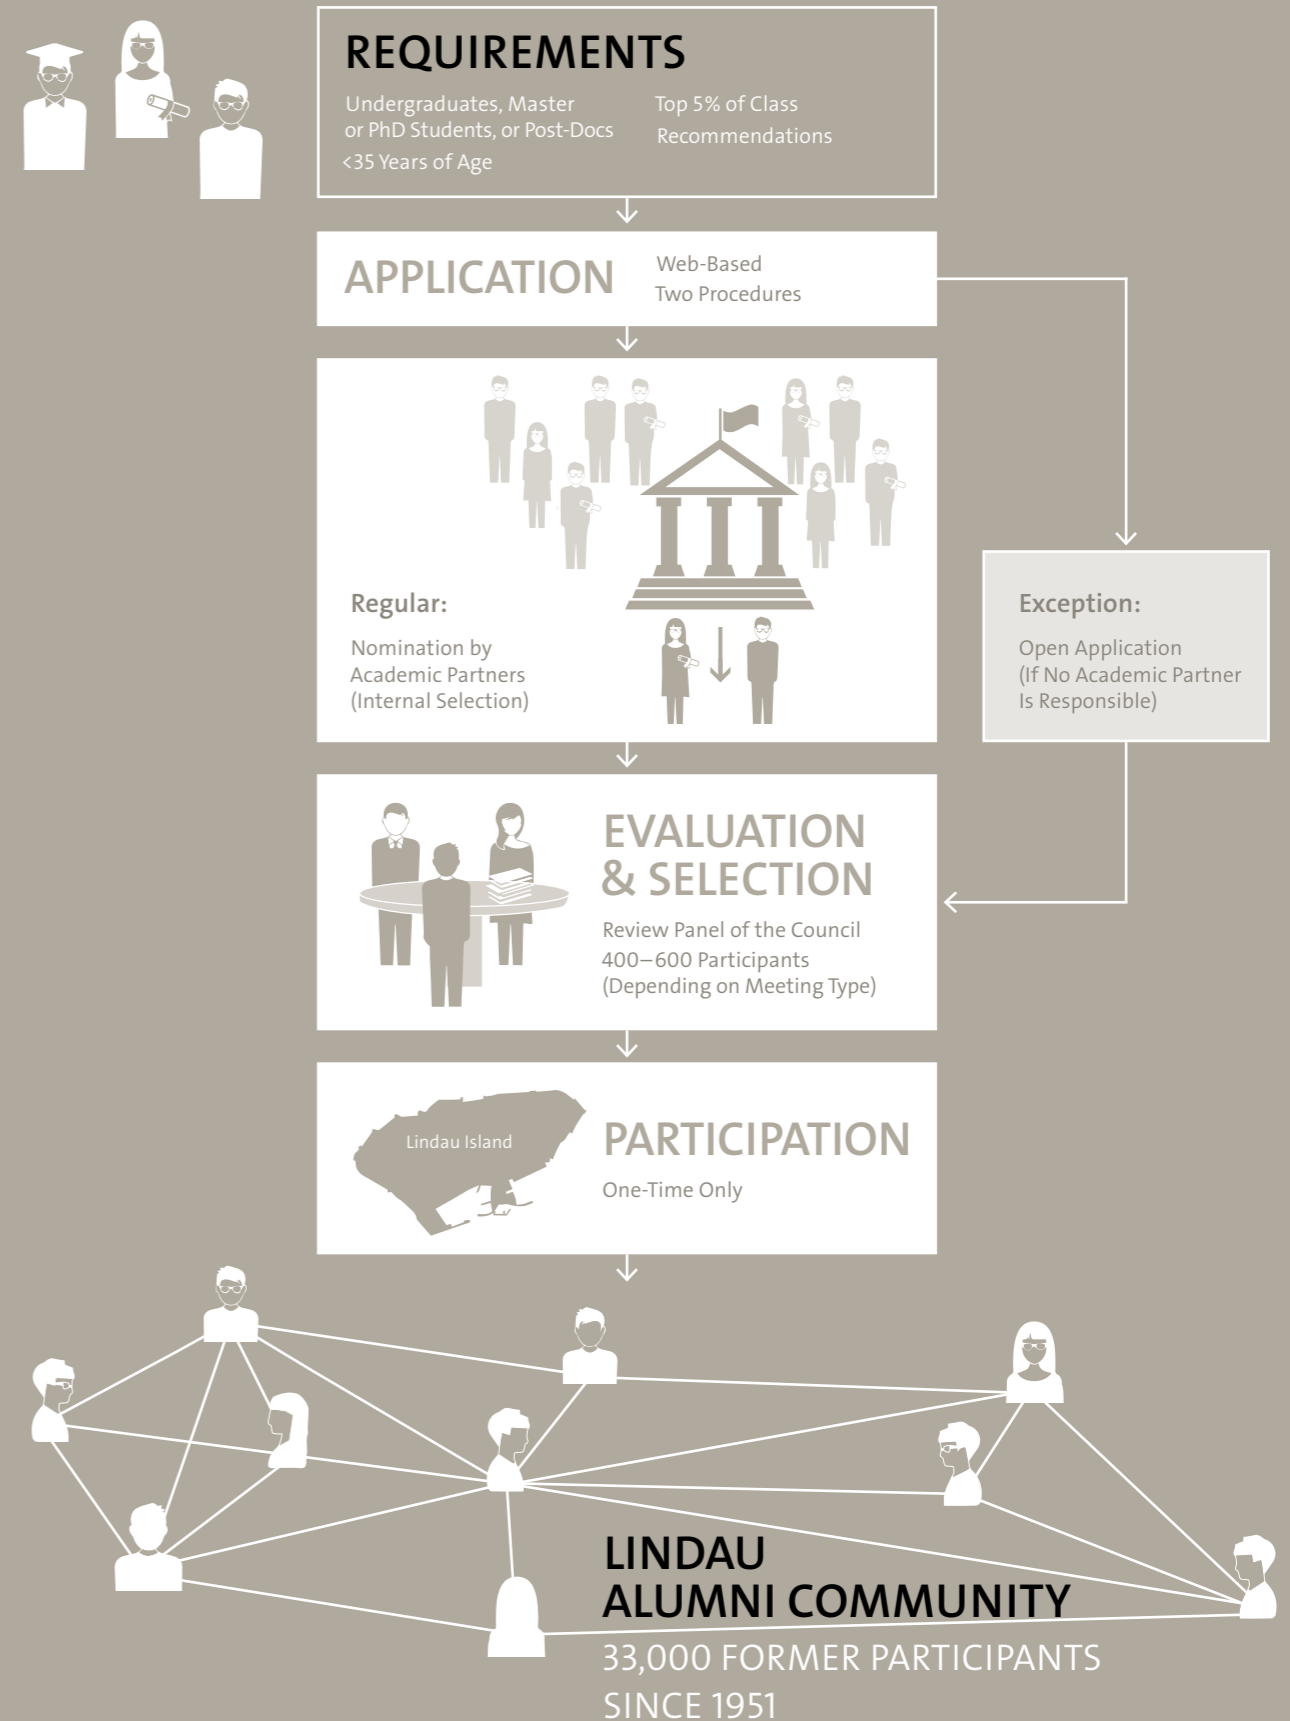 REQUIREMENTS
Undergraduates, Master
or PhD Students, or Post-Docs
<35 Years of Age
Top 5% of Class
Recommendations
APPLICATION
Web-Based
Two Procedures
Regular:
Nomination by
Academic Partners
(Internal Selection)
Exception:
Open Application
(If No Academic Partner
Is Responsible)
EVALUATION
& SELECTION
Review Panel of the Council
400–600 Participants
(Depending on Meeting Type)
Lindau Island
PARTICIPATION
One-Time Only
LINDAU
ALUMNI COMMUNITY
33,000 FORMER PARTICIPANTS
SINCE 1951